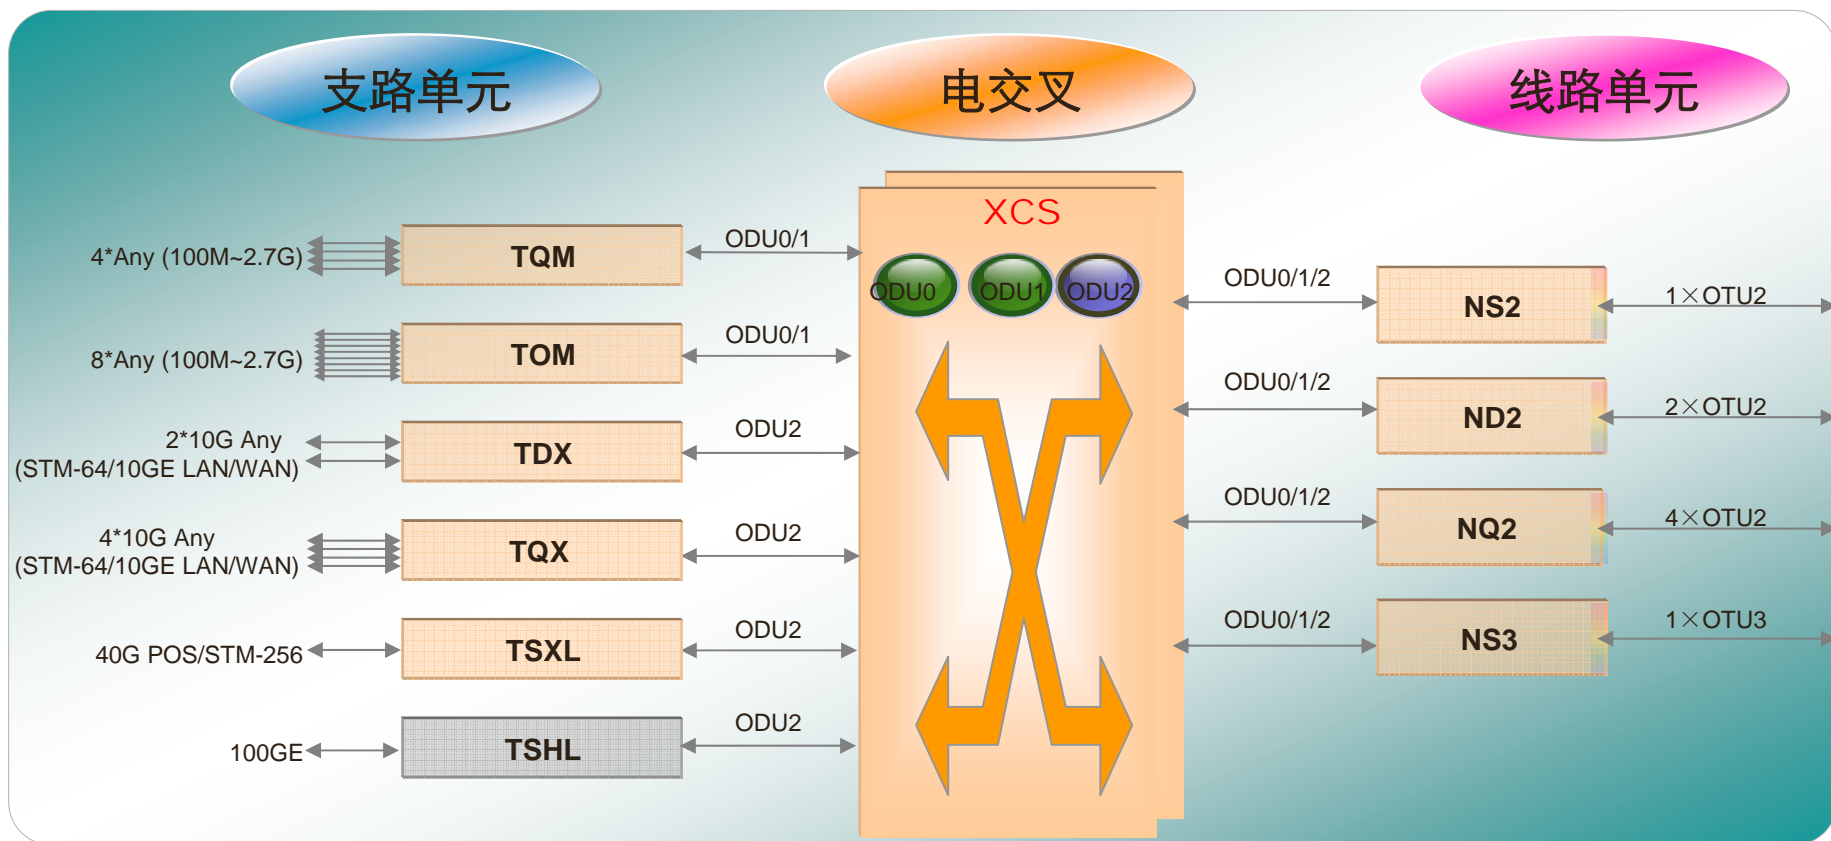 支路单元
电交叉
线路单元
XCS
ODU0
ODU1
ODU2
4*Any (100M~2.7G)
TQM
ODU0/1
8*Any (100M~2.7G)
TOM
ODU0/1
2*10G Any
(STM-64/10GE LAN/WAN)
TDX
ODU2
4*10G Any
(STM-64/10GE LAN/WAN)
TQX
ODU2
40G POS/STM-256
TSXL
ODU2
100GE
TSHL
ODU2
ODU0/1/2
NS2
1×OTU2
ODU0/1/2
ND2
2×OTU2
ODU0/1/2
NQ2
4×OTU2
ODU0/1/2
NS3
1×OTU3